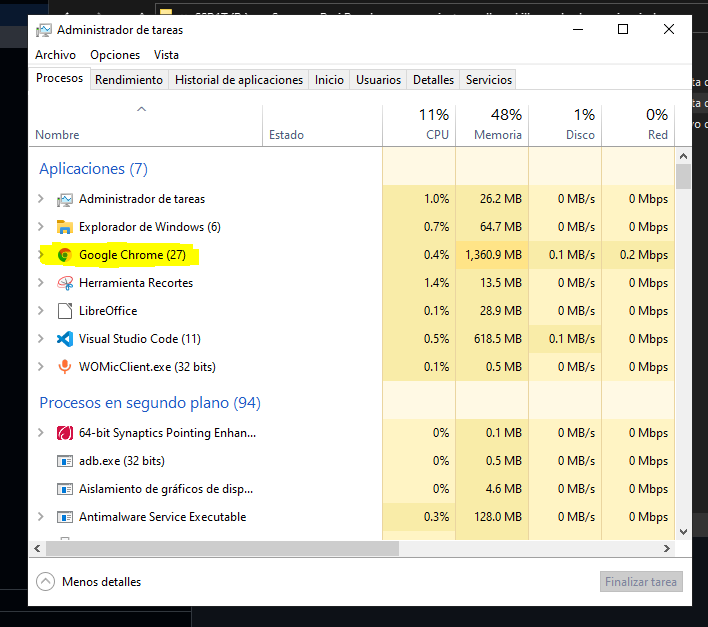 Administrador de tareas
Archivo Opciones Vista
Procesos Rendimiento Historial de aplicaciones Inicio Usuarios Detalles Servicios
11% 48% 1% 0%
Nombre Estado CPU Memoria Disco Red
Aplicaciones (7)
Administrador de tareas 1.0% 26.2 MB 0 MB/s 0 Mbps
Explorador de Windows (6) 0.7% 64.7 MB 0 MB/s 0 Mbps
Google Chrome (27) 0.4% 1,360.9 MB 0.1 MB/s 0.2 Mbps
Herramienta Recortes 1.4% 13.5 MB 0 MB/s 0 Mbps
LibreOffice 0.1% 28.9 MB 0 MB/s 0 Mbps
Visual Studio Code (11) 0.5% 618.5 MB 0.1 MB/s 0 Mbps
WOMicClient.exe (32 bits) 0.1% 0.5 MB 0 MB/s 0 Mbps
Procesos en segundo plano (94)
64-bit Synaptics Pointing Enhan... 0% 0.1 MB 0 MB/s 0 Mbps
adb.exe (32 bits) 0% 0.5 MB 0 MB/s 0 Mbps
Aislamiento de gráficos de disp... 0% 4.6 MB 0 MB/s 0 Mbps
Antimalware Service Executable 0.3% 128.0 MB 0 MB/s 0 Mbps
Menos detalles Finalizar tarea